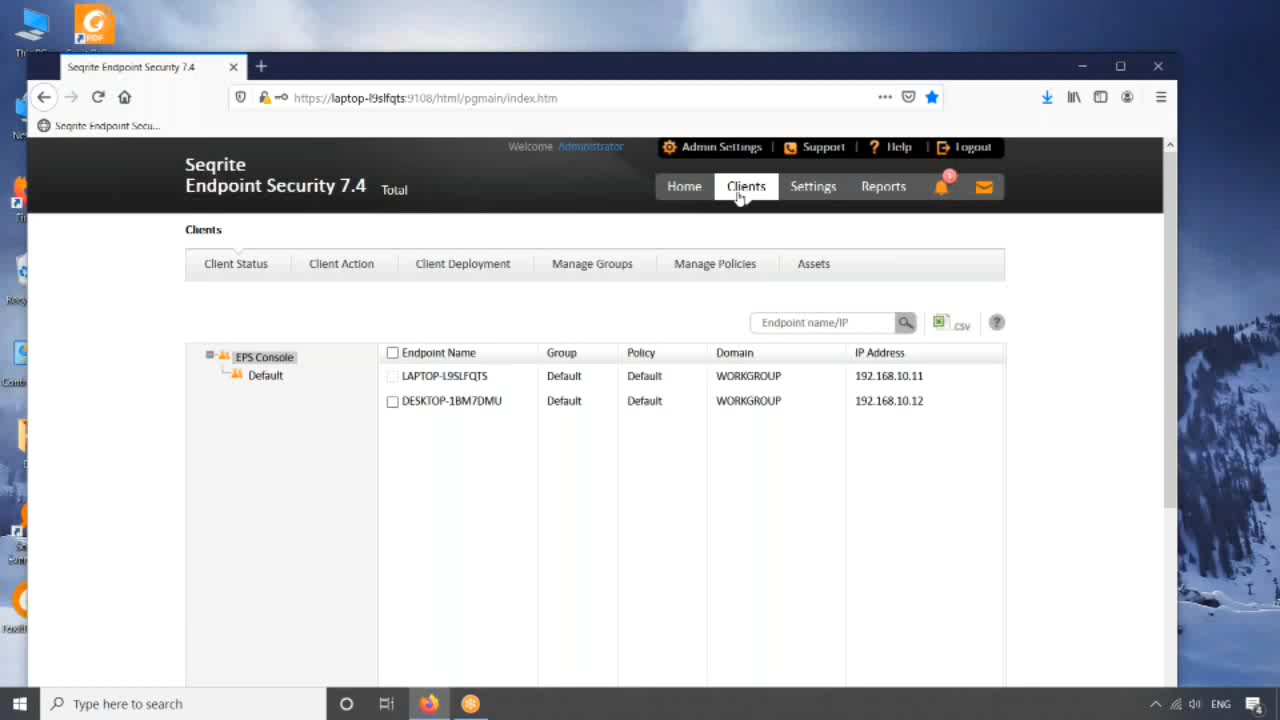 PDF
Seqrite Endpoint Security 7.4
https://laptop-l9slfqts:9108/html/pgmain/index.htm
Seqrite Endpoint Secu...
Welcome Administrator
Admin Settings | Support | Help | Logout
Seqrite
Endpoint Security 7.4 Total
Home Clients Settings Reports
Clients
Client Status Client Action Client Deployment Manage Groups Manage Policies Assets
Endpoint name/IP .CSV ?
EPS Console
Default
Endpoint Name Group Policy Domain IP Address
LAPTOP-L9SLFQTS Default Default WORKGROUP 192.168.10.11
DESKTOP-1BM7DMU Default Default WORKGROUP 192.168.10.12
Type here to search
ENG
4